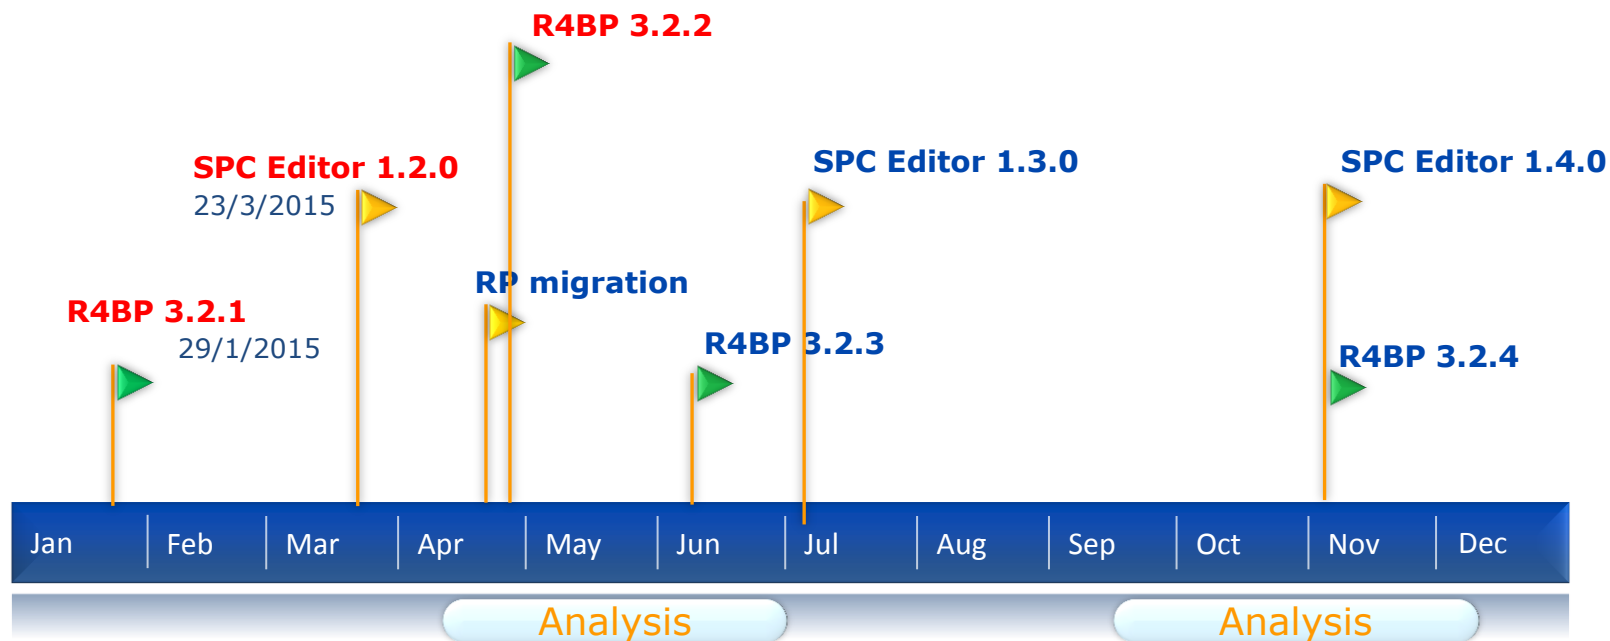 R4BP 3.2.2
SPC Editor 1.2.0
23/3/2015
SPC Editor 1.3.0
SPC Editor 1.4.0
RP migration
R4BP 3.2.1
29/1/2015
R4BP 3.2.3
R4BP 3.2.4
Jan Feb Mar Apr May Jun Jul Aug Sep Oct Nov Dec
Analysis Analysis